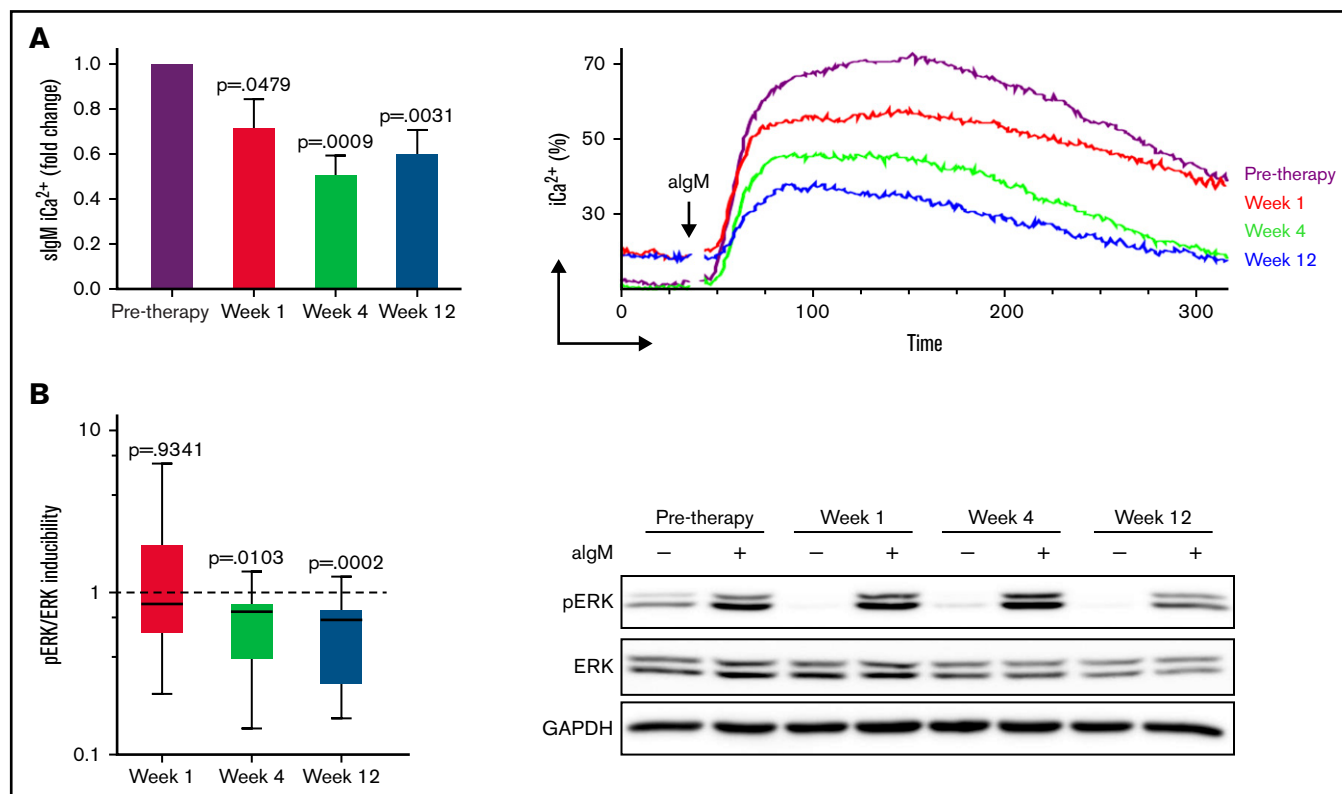 A
sIgM iCa2+ (fold change)
1.0
0.8
0.6
0.4
0.2
0.0
p=.0479
p=.0009
p=.0031
Pre-therapy Week 1 Week 4 Week 12
iCa2+ (%)
70
50
30
aIgM
0 100 200 300
Time
Pre-therapy
Week 1
Week 4
Week 12
B
pERK/ERK inducibility
10
1
0.1
p=.9341
p=.0103
p=.0002
Week 1 Week 4 Week 12
Pre-therapy Week 1 Week 4 Week 12
aIgM − + − + − + − +
pERK
ERK
GAPDH